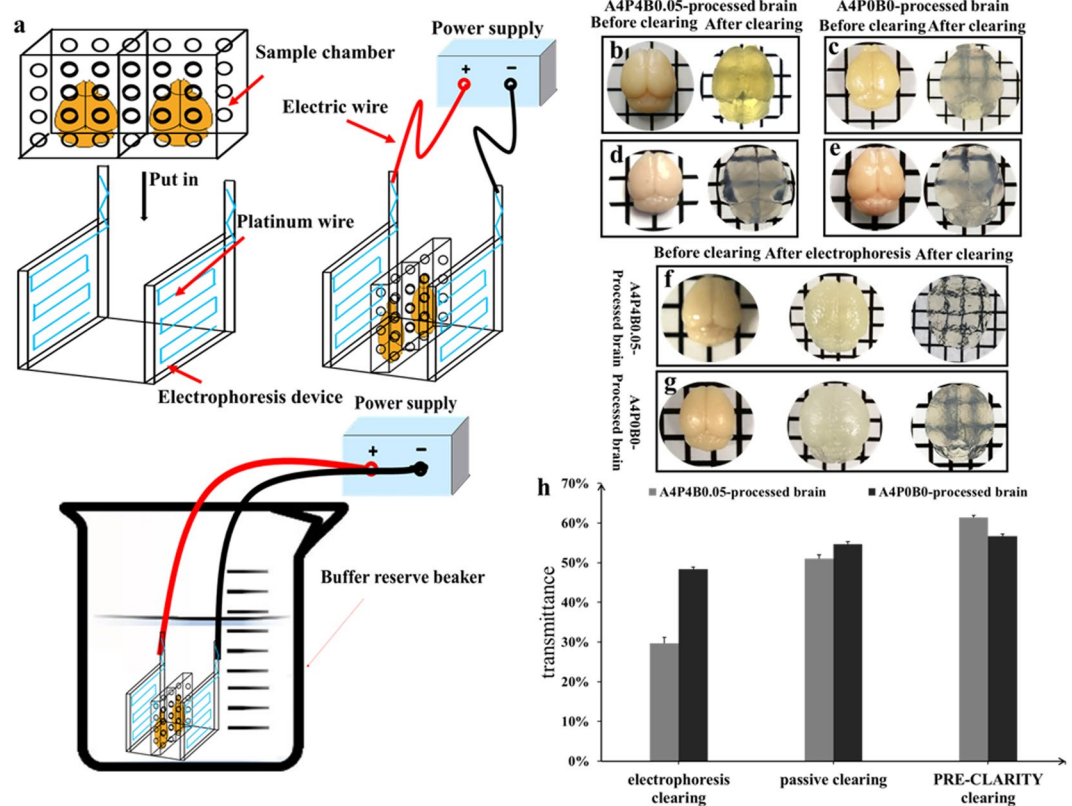 a
Sample chamber
Put in
Platinum wire
Electrophoresis device
Power supply
+ −
Electric wire
Power supply
+ −
Buffer reserve beaker
A4P4B0.05-processed brain
Before clearing After clearing
b
d
A4P0B0-processed brain
Before clearing After clearing
c
e
Before clearing After electrophoresis After clearing
A4P4B0.05-
Processed brain
f
A4P0B0-
Processed brain
g
h
A4P4B0.05-processed brain
A4P0B0-processed brain
transmittance
70%
60%
50%
40%
30%
20%
10%
0%
electrophoresis
clearing
passive clearing
PRE-CLARITY
clearing